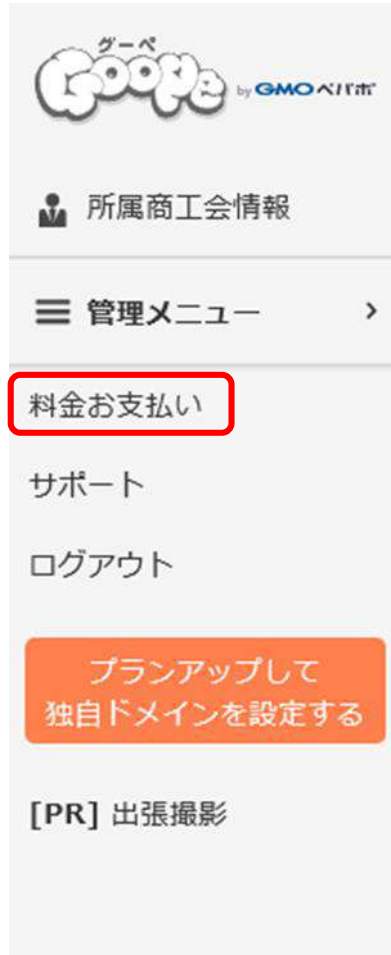 グーペ
Goope by GMOペパボ
所属商工会情報
管理メニュー
料金お支払い
サポート
ログアウト
プランアップして
独自ドメインを設定する
[PR] 出張撮影